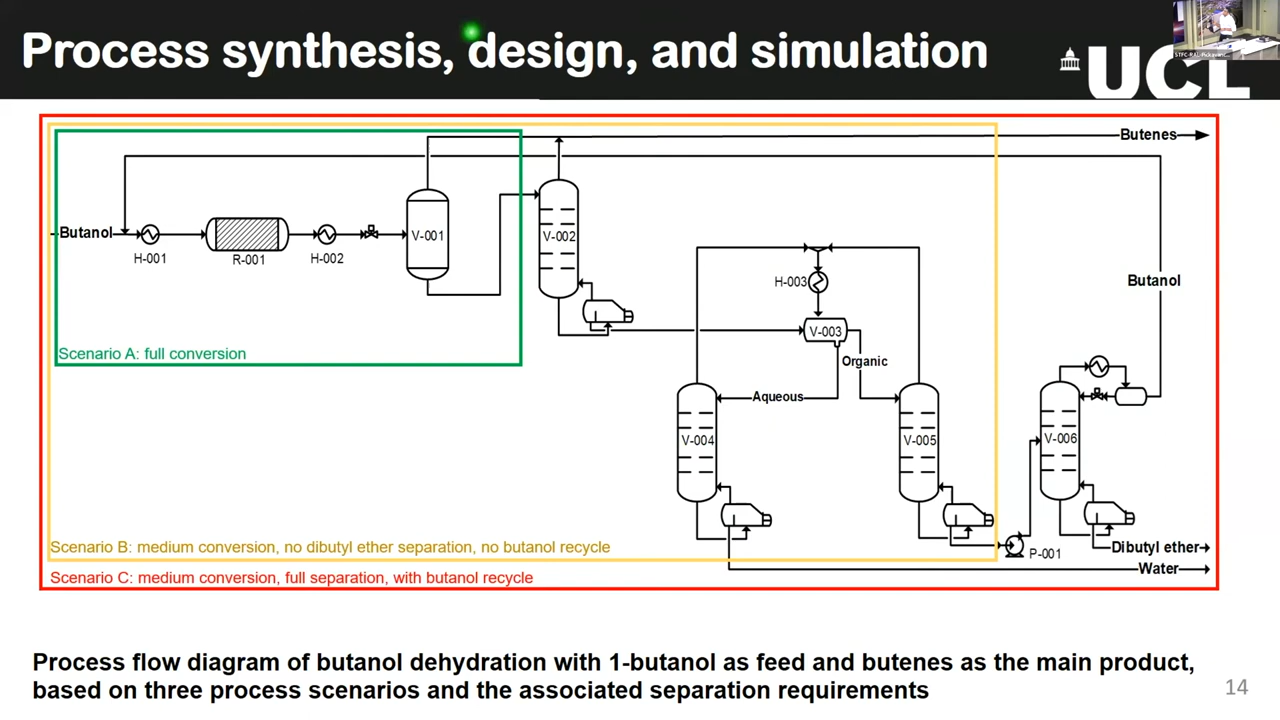 Process synthesis, design, and simulation
UCL
Butenes
Butanol
H-001
R-001
H-002
V-001
V-002
H-003
V-003
Organic
Aqueous
V-004
V-005
Butanol
V-006
P-001
Dibutyl ether
Water
Scenario A: full conversion
Scenario B: medium conversion, no dibutyl ether separation, no butanol recycle
Scenario C: medium conversion, full separation, with butanol recycle
Process flow diagram of butanol dehydration with 1-butanol as feed and butenes as the main product,
based on three process scenarios and the associated separation requirements
14